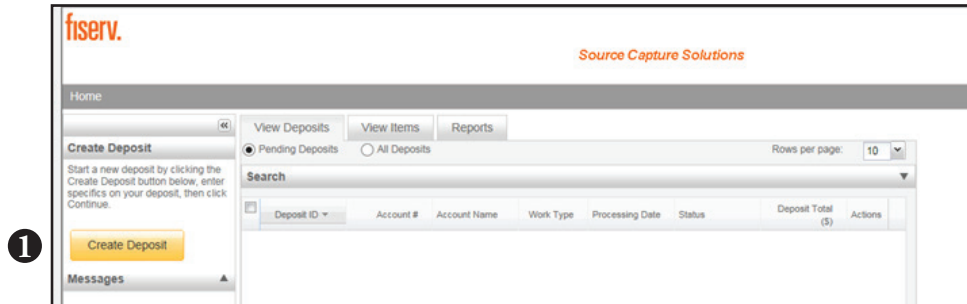 fiserv.
Source Capture Solutions
Home
Create Deposit
Start a new deposit by clicking the
Create Deposit button below, enter
specifics on your deposit, then click
Continue.
1
Create Deposit
Messages
View Deposits View Items Reports
Pending Deposits All Deposits Rows per page: 10
Search
Deposit ID Account # Account Name Work Type Processing Date Status Deposit Total ($) Actions